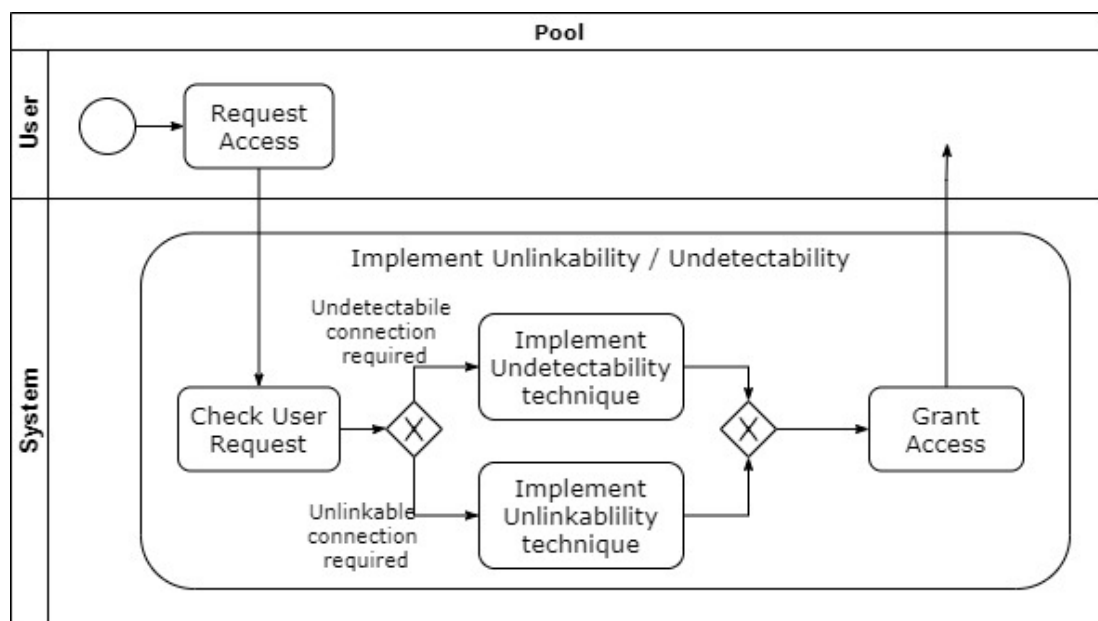 Pool
User
Request
Access
System
Implement Unlinkability / Undetectability
Undetectabile
connection
required
Implement
Undetectability
technique
Check User
Request
X
X
Grant
Access
Unlinkable
connection
required
Implement
Unlinkablility
technique